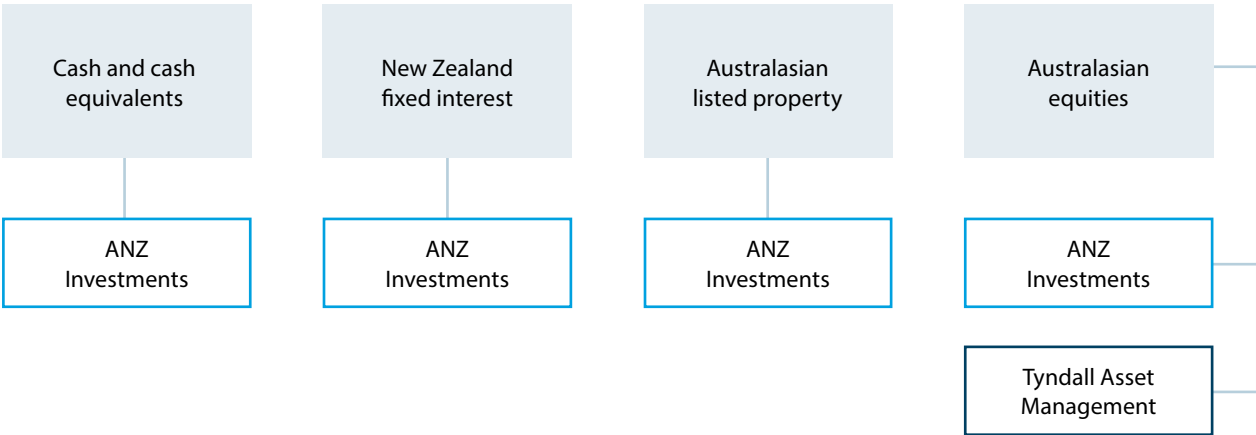 Cash and cash
equivalents
New Zealand
fixed interest
Australasian
listed property
Australasian
equities
ANZ
Investments
ANZ
Investments
ANZ
Investments
ANZ
Investments
Tyndall Asset
Management